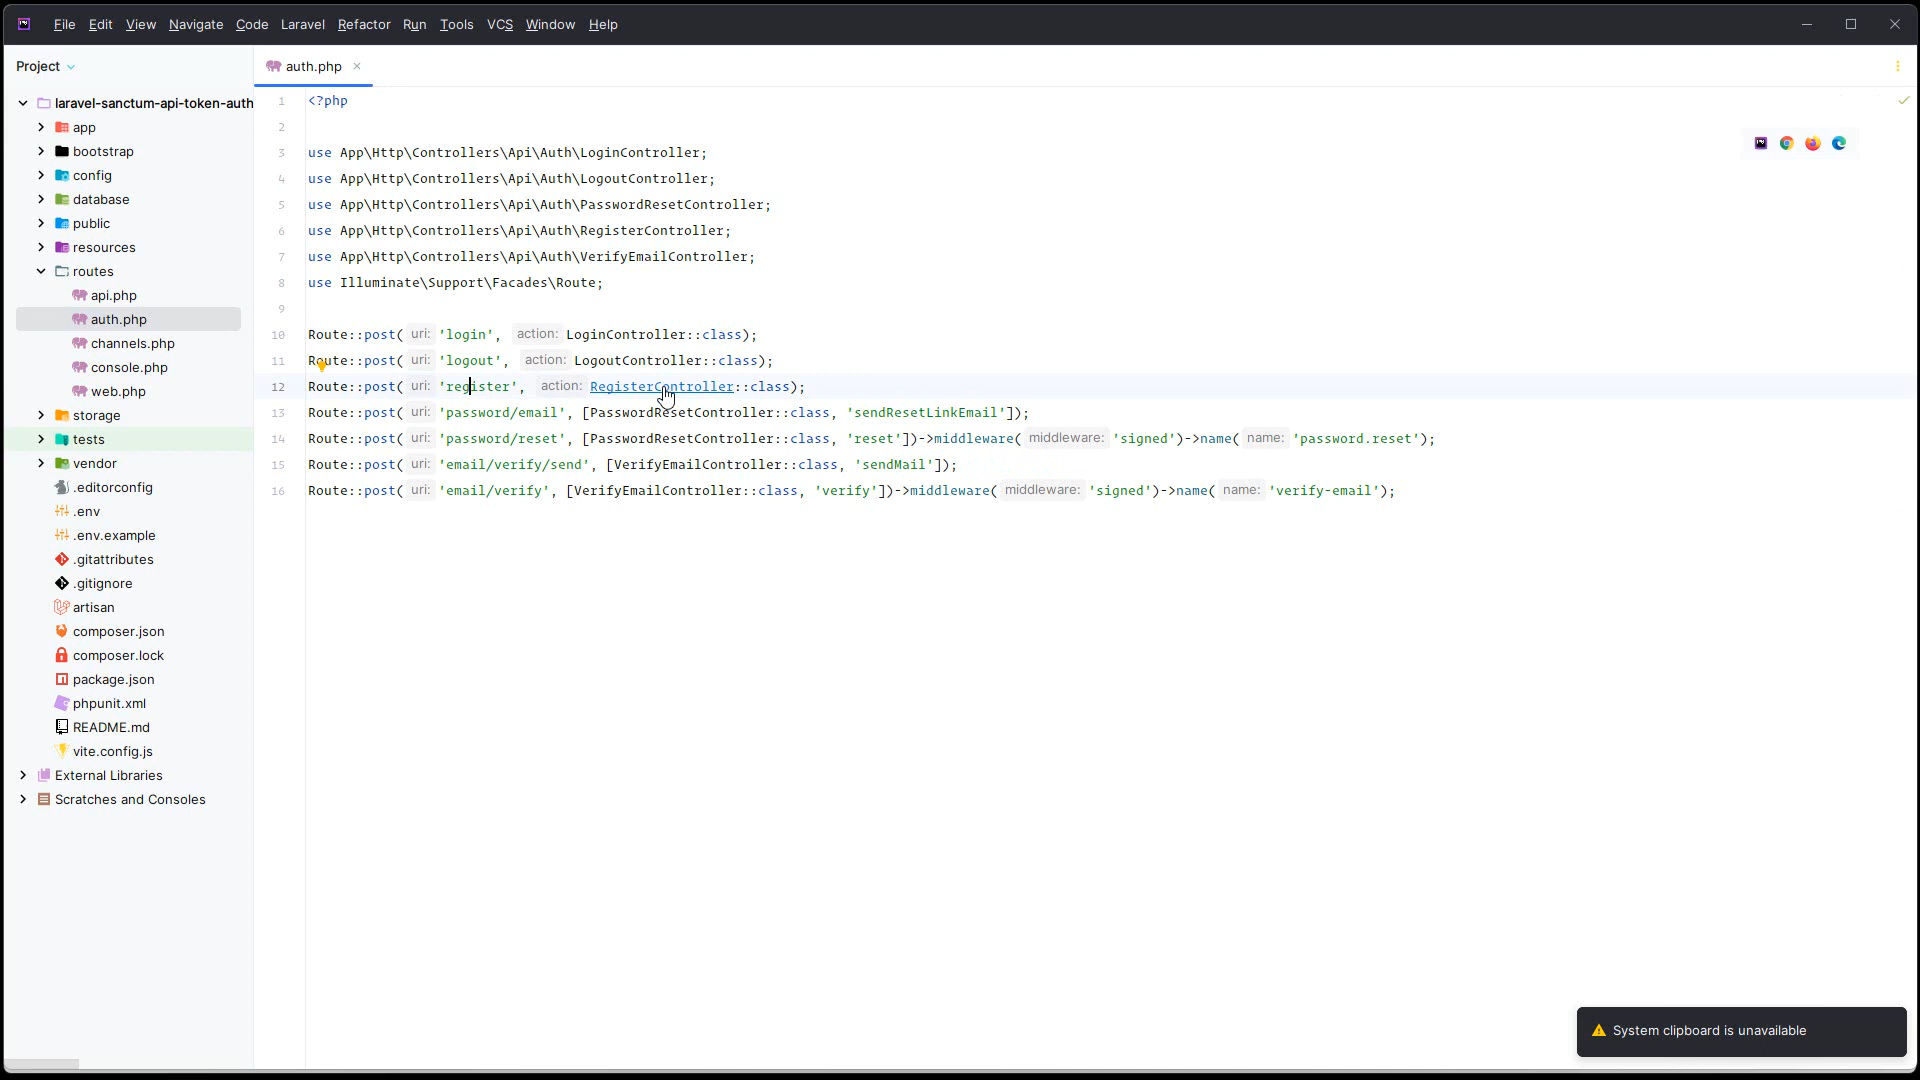 File Edit View Navigate Code Laravel Refactor Run Tools VCS Window Help
Project
laravel-sanctum-api-token-auth
app
bootstrap
config
database
public
resources
routes
api.php
auth.php
channels.php
console.php
web.php
storage
tests
vendor
.editorconfig
.env
.env.example
.gitattributes
.gitignore
artisan
composer.json
composer.lock
package.json
phpunit.xml
README.md
vite.config.js
External Libraries
Scratches and Consoles
auth.php
1 <?php
2
3 use App\Http\Controllers\Api\Auth\LoginController;
4 use App\Http\Controllers\Api\Auth\LogoutController;
5 use App\Http\Controllers\Api\Auth\PasswordResetController;
6 use App\Http\Controllers\Api\Auth\RegisterController;
7 use App\Http\Controllers\Api\Auth\VerifyEmailController;
8 use Illuminate\Support\Facades\Route;
9
10 Route::post( uri: 'login', action: LoginController::class);
11 Route::post( uri: 'logout', action: LogoutController::class);
12 Route::post( uri: 'register', action: RegisterController::class);
13 Route::post( uri: 'password/email', [PasswordResetController::class, 'sendResetLinkEmail']);
14 Route::post( uri: 'password/reset', [PasswordResetController::class, 'reset'])->middleware( middleware: 'signed')->name( name: 'password.reset');
15 Route::post( uri: 'email/verify/send', [VerifyEmailController::class, 'sendMail']);
16 Route::post( uri: 'email/verify', [VerifyEmailController::class, 'verify'])->middleware( middleware: 'signed')->name( name: 'verify-email');
System clipboard is unavailable